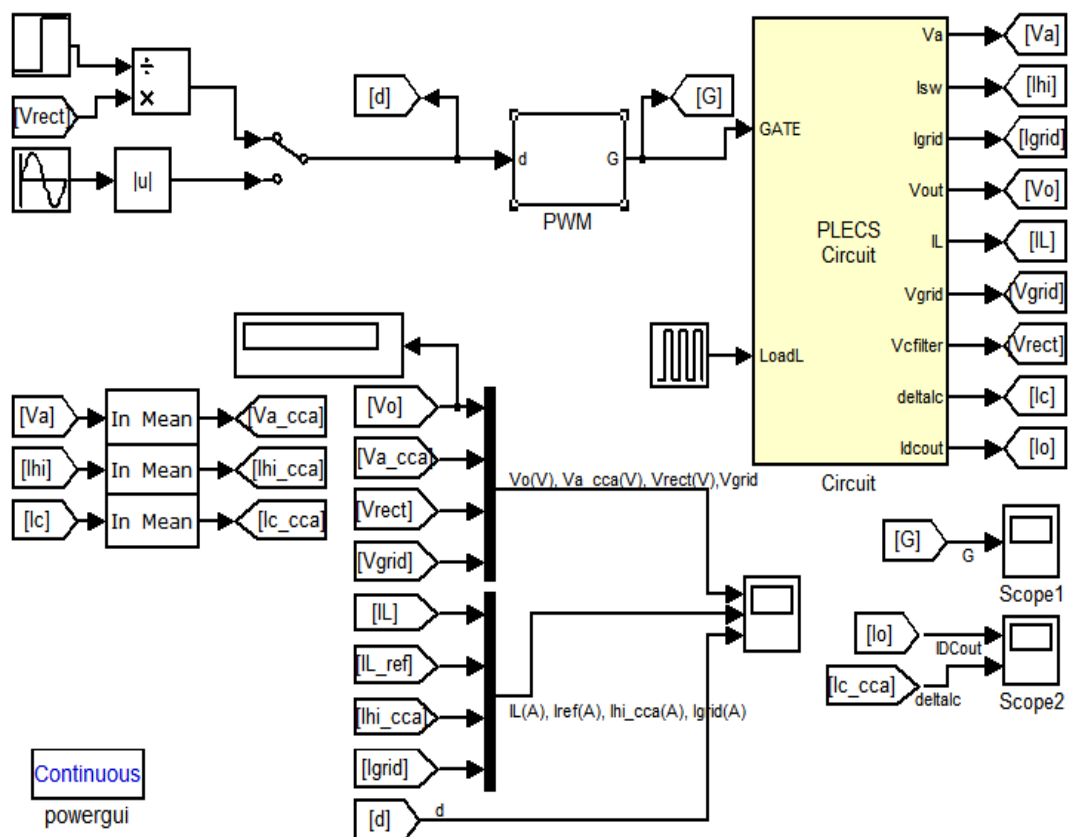 ÷
×
[Vrect]
|u|
[d]
d
G
PWM
[G]
GATE
LoadL
PLECS
Circuit
Va
Isw
Igrid
Vout
IL
Vgrid
Vcfilter
deltaIc
Idcout
Circuit
[Va]
[Ihi]
[Igrid]
[Vo]
[IL]
[Vgrid]
[Vrect]
[Ic]
[Io]
[Va]
In Mean
[Va_cca]
[Ihi]
In Mean
[Ihi_cca]
[Ic]
In Mean
[Ic_cca]
[Vo]
[Va_cca]
[Vrect]
[Vgrid]
Vo(V), Va_cca(V), Vrect(V),Vgrid
[IL]
[IL_ref]
[Ihi_cca]
[Igrid]
IL(A), Iref(A), Ihi_cca(A), Igrid(A)
[d]
d
[G]
G
Scope1
[Io]
IDCout
[Ic_cca]
deltaIc
Scope2
Continuous
powergui